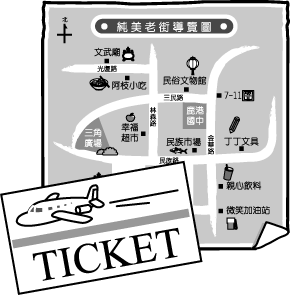 北
純美老街導覽圖
文武廟
光復路
阿枝小吃
民俗文物館
7-11
三民路
林森路
鹿港
國中
金華路
三角
廣場
幸福
超市
民族市場
丁丁文具
民族路
親心飲料
微笑加油站
TICKET